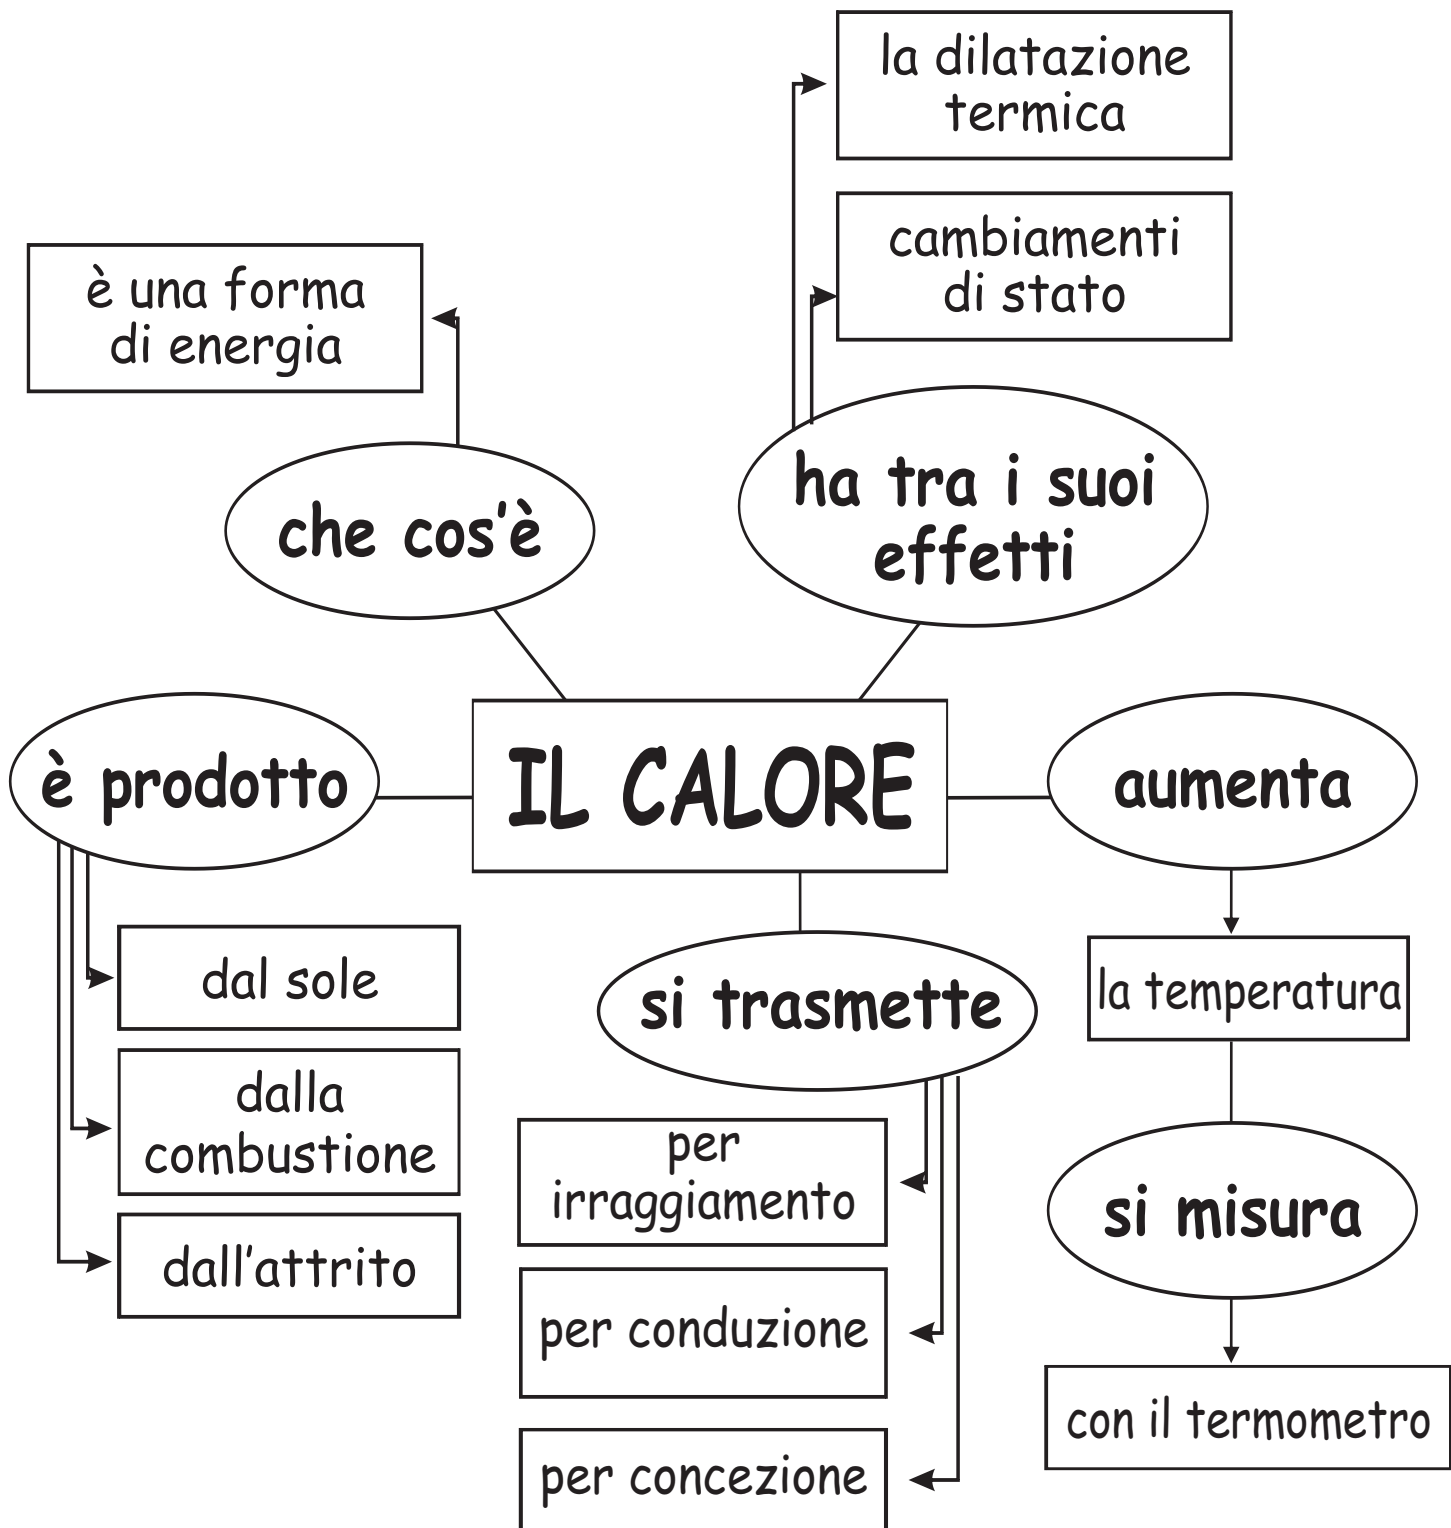 la dilatazione
termica
cambiamenti
di stato
è una forma
di energia
che cos'è
ha tra i suoi
effetti
è prodotto
IL CALORE
aumenta
dal sole
dalla
combustione
dall'attrito
si trasmette
per
irraggiamento
per conduzione
per concezione
la temperatura
si misura
con il termometro